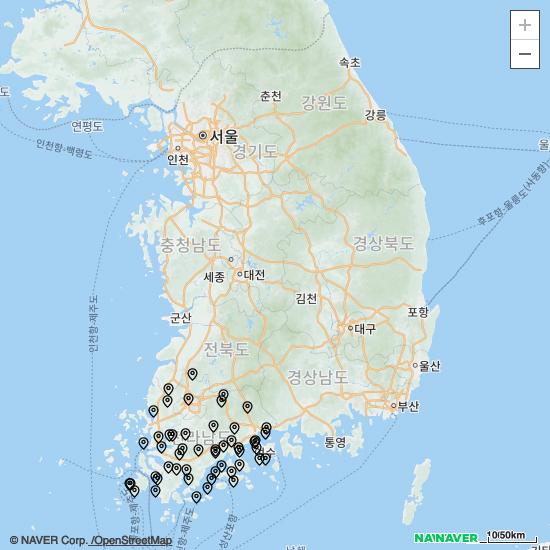 +
−
속초
춘천
강원도
강릉
도
연평도
서울
울
인천항-백령도
인천
경기도
후포항-울릉도(사동항)
충청남도
경상북도
세종
대전
김천
인천항-제주도
군산
포항
대구
전북도
울산
경상남도
부산
통영
© NAVER Corp. /OpenStreetMap
NAVER
10/50km